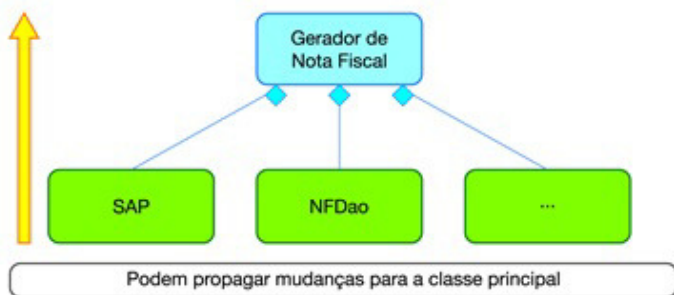 Gerador de
Nota Fiscal
SAP
NFDao
...
Podem propagar mudanças para a classe principal